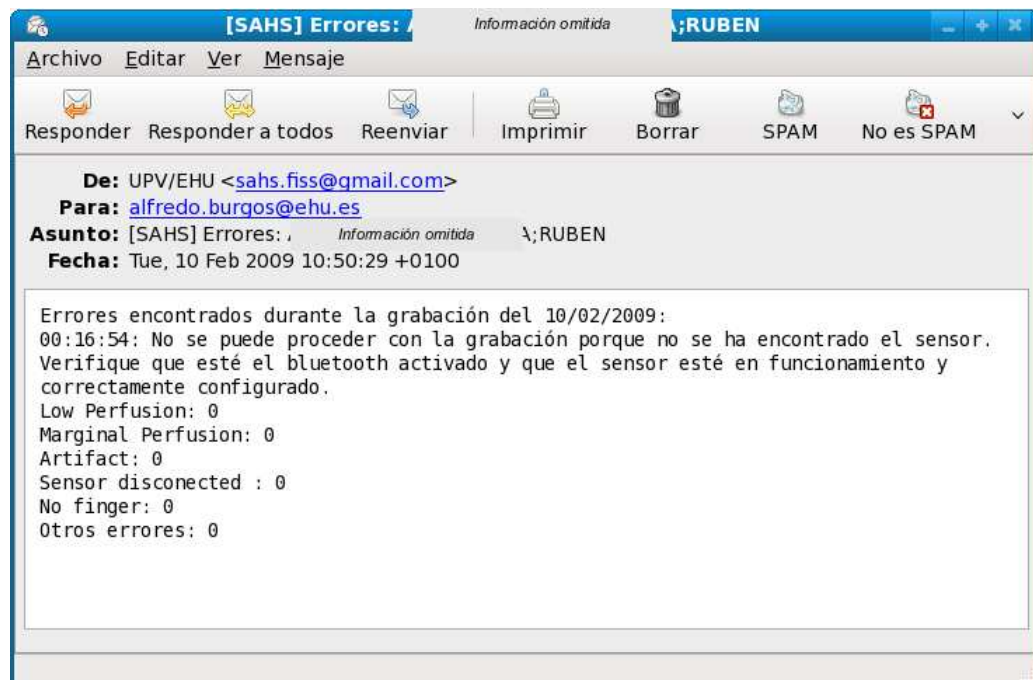 [SAHS] Errores: Información omitida ;RUBEN
Archivo Editar Ver Mensaje
Responder Responder a todos Reenviar Imprimir Borrar SPAM No es SPAM
De: UPV/EHU <sahs.fiss@gmail.com>
Para: alfredo.burgos@ehu.es
Asunto: [SAHS] Errores: Información omitida ;RUBEN
Fecha: Tue, 10 Feb 2009 10:50:29 +0100
Errores encontrados durante la grabación del 10/02/2009:
00:16:54: No se puede proceder con la grabación porque no se ha encontrado el sensor.
Verifique que esté el bluetooth activado y que el sensor esté en funcionamiento y
correctamente configurado.
Low Perfusion: 0
Marginal Perfusion: 0
Artifact: 0
Sensor disconected : 0
No finger: 0
Otros errores: 0